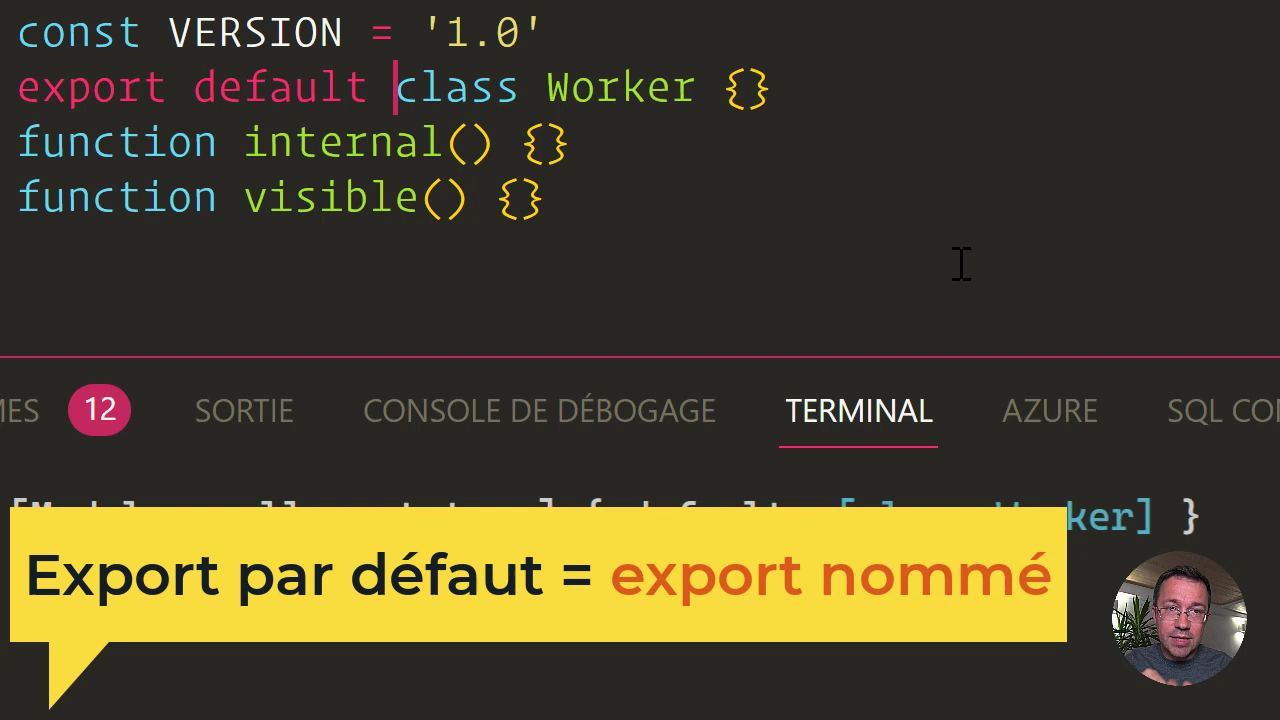 const VERSION = '1.0'
export default class Worker {}
function internal() {}
function visible() {}
MES 12 SORTIE CONSOLE DE DÉBOGAGE TERMINAL AZURE SQL CO
ker] }
Export par défaut = export nommé